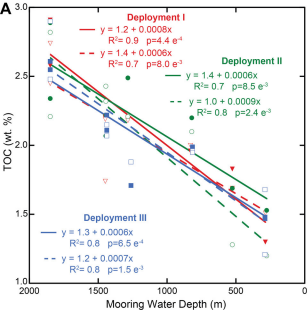 A
Deployment I
y = 1.2 + 0.0008x
R²= 0.9 p=4.4 e⁻⁴
y = 1.4 + 0.0006x
R²= 0.7 p=8.0 e⁻³
Deployment II
y = 1.4 + 0.0006x
R²= 0.7 p=8.5 e⁻³
y = 1.0 + 0.0009x
R²= 0.8 p=2.4 e⁻³
Deployment III
y = 1.3 + 0.0006x
R²= 0.8 p=6.5 e⁻⁴
y = 1.2 + 0.0007x
R²= 0.8 p=1.5 e⁻³
3.0
2.5
2.0
1.5
1.0
TOC (wt. %)
2000 1500 1000 500 0
Mooring Water Depth (m)